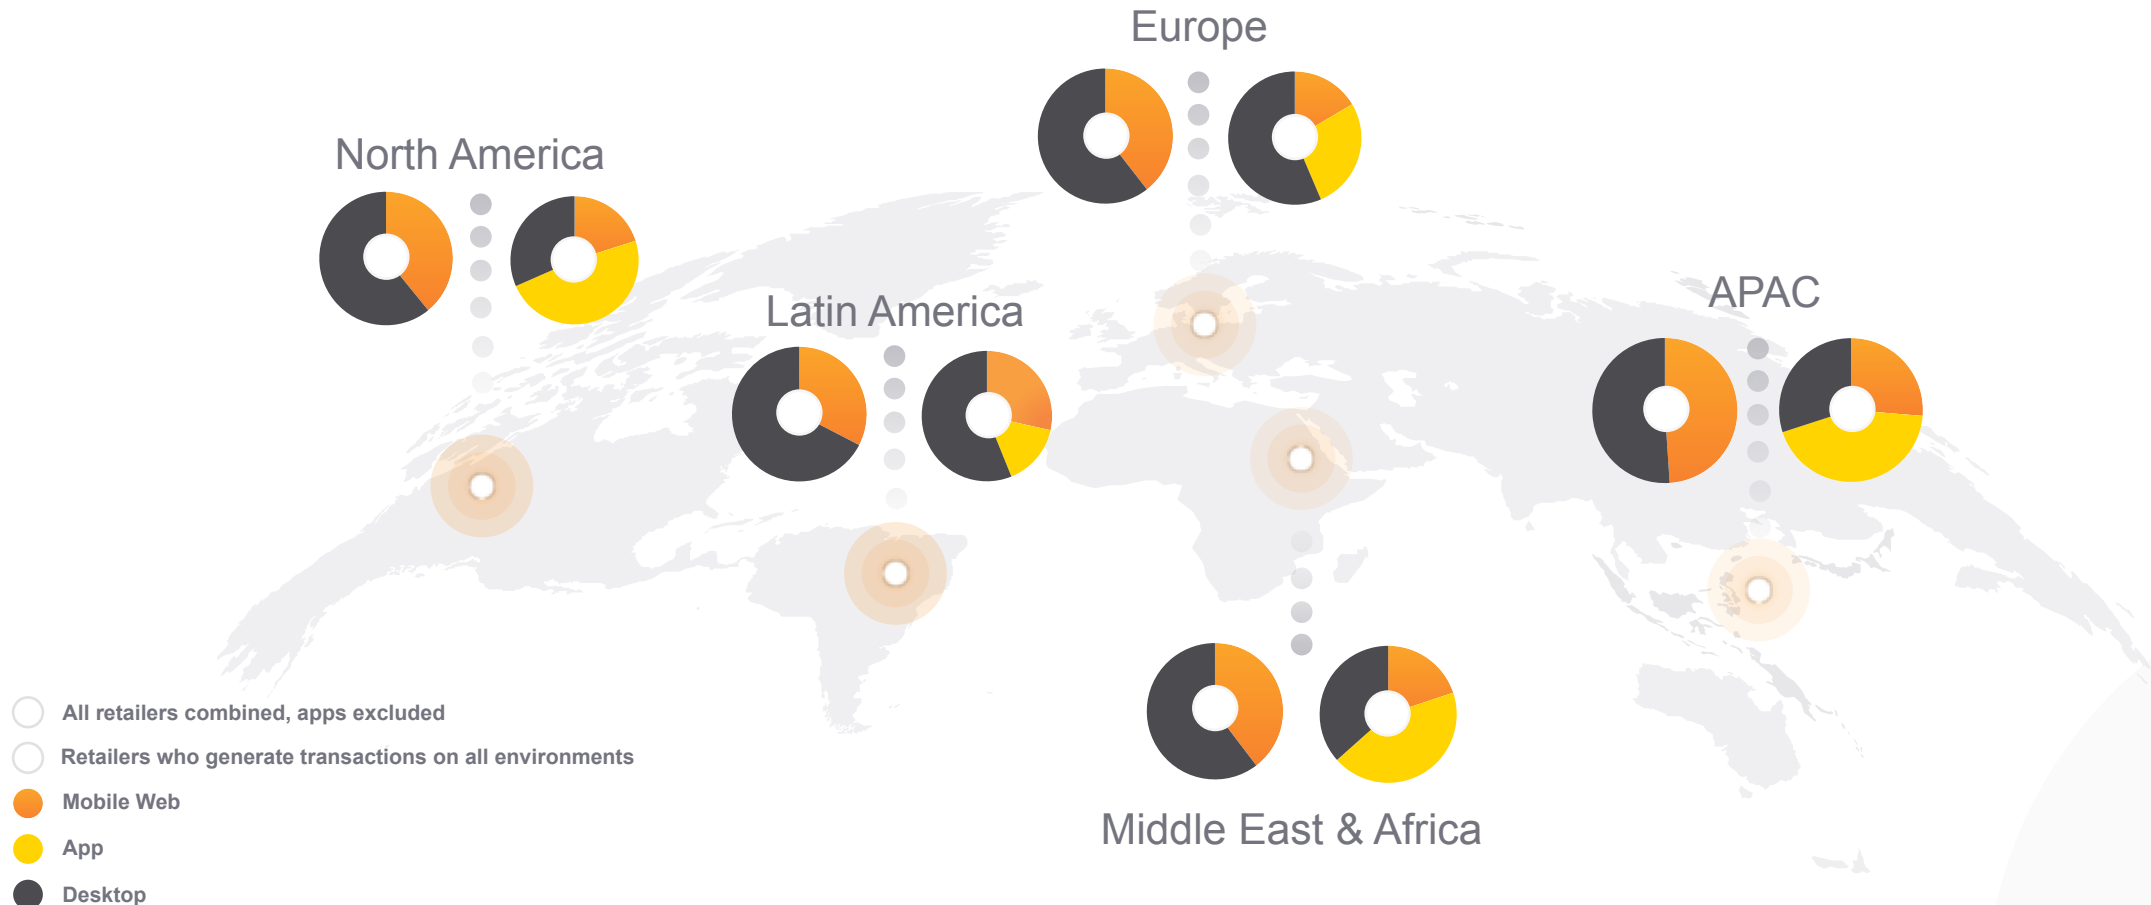 Europe
North America
Latin America
APAC
Middle East & Africa
All retailers combined, apps excluded
Retailers who generate transactions on all environments
Mobile Web
App
Desktop